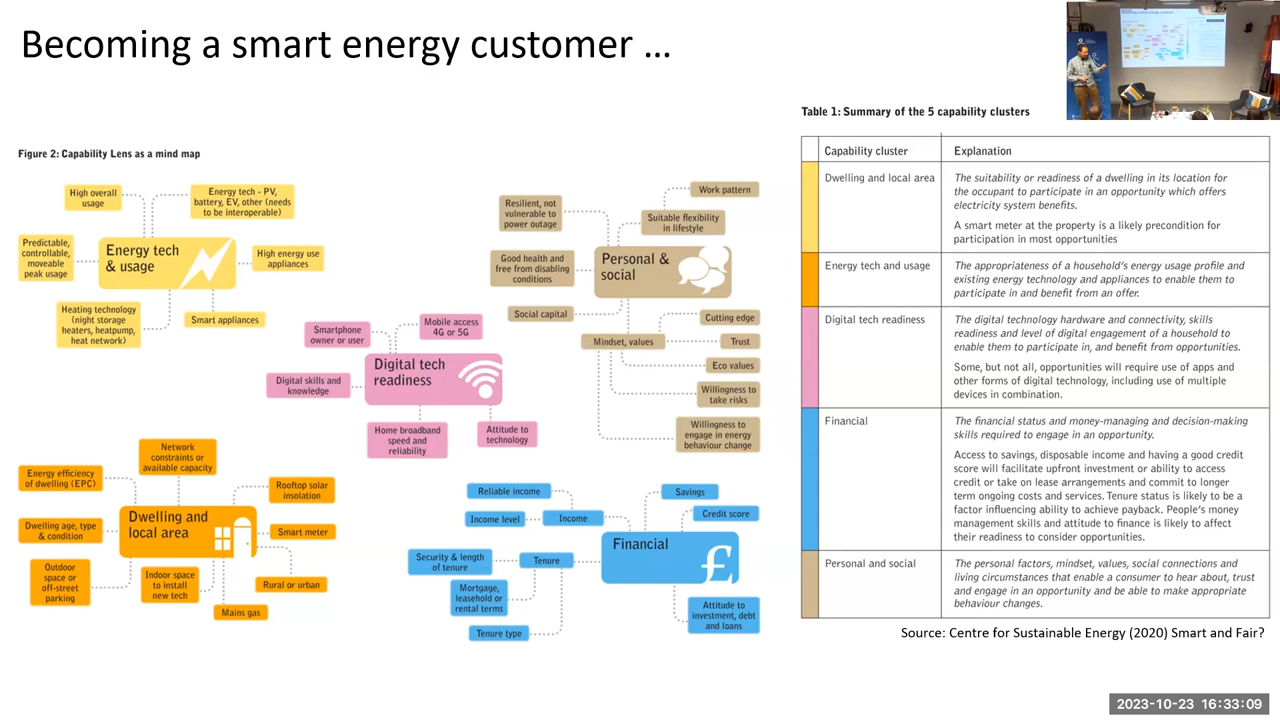 Becoming a smart energy customer ...
Figure 2: Capability Lens as a mind map
High overall
usage
Energy tech - PV,
battery, EV, other (needs
to be interoperable)
Predictable,
controllable,
moveable
peak usage
Energy tech
& usage
High energy use
appliances
Heating technology
(night storage
heaters, heatpump,
heat network)
Smart appliances
Smartphone
owner or user
Mobile access
4G or 5G
Digital tech
readiness
Digital skills and
knowledge
Home broadband
speed and
reliability
Attitude to
technology
Work pattern
Resilient, not
vulnerable to
power outage
Suitable flexibility
in lifestyle
Good health and
free from disabling
conditions
Personal &
social
Social capital
Mindset, values
Cutting edge
Trust
Eco values
Willingness to
take risks
Willingness to
engage in energy
behaviour change
Network
constraints or
available capacity
Energy efficiency
of dwelling (EPC)
Rooftop solar
insolation
Dwelling and
local area
Dwelling age, type
& condition
Smart meter
Outdoor
space or
off-street
parking
Indoor space
to install
new tech
Rural or urban
Mains gas
Reliable income
Savings
Income level
Income
Credit score
Financial
£
Security & length
of tenure
Tenure
Mortgage,
leasehold or
rental terms
Tenure type
Attitude to
investment, debt
and loans
Table 1: Summary of the 5 capability clusters
Capability cluster
Explanation
Dwelling and local area
The suitability or readiness of a dwelling in its location for
the occupant to participate in an opportunity which offers
electricity system benefits.
A smart meter at the property is a likely precondition for
participation in most opportunities
Energy tech and usage
The appropriateness of a household's energy usage profile and
existing energy technology and appliances to enable them to
participate in and benefit from an offer.
Digital tech readiness
The digital technology hardware and connectivity, skills
readiness and level of digital engagement of a household to
enable them to participate in, and benefit from opportunities.
Some, but not all, opportunities will require use of apps and
other forms of digital technology, including use of multiple
devices in combination.
Financial
The financial status and money-managing and decision-making
skills required to engage in an opportunity.
Access to savings, disposable income and having a good credit
score will facilitate upfront investment or ability to access
credit or take on lease arrangements and commit to longer
term ongoing costs and services. Tenure status is likely to be a
factor influencing ability to achieve payback. People's money
management skills and attitude to finance is likely to affect
their readiness to consider opportunities.
Personal and social
The personal factors, mindset, values, social connections and
living circumstances that enable a consumer to hear about, trust
and engage in an opportunity and be able to make appropriate
behaviour changes.
Source: Centre for Sustainable Energy (2020) Smart and Fair?
2023-10-23 16:33:09